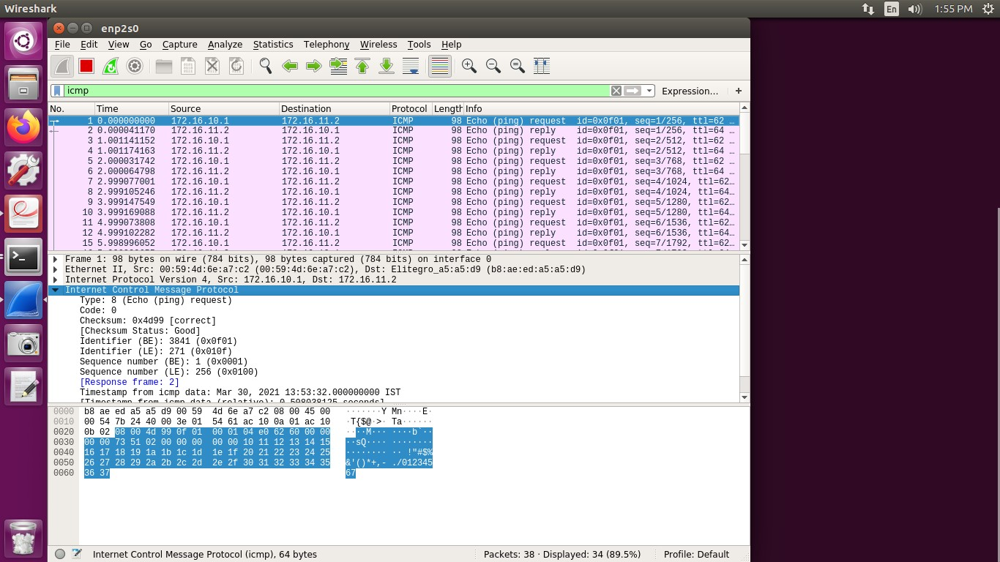 Wireshark En 1:55 PM
enp2s0
File Edit View Go Capture Analyze Statistics Telephony Wireless Tools Help
icmp Expression… +
No. Time Source Destination Protocol Length Info
1 0.000000000 172.16.10.1 172.16.11.2 ICMP 98 Echo (ping) request id=0x0f01, seq=1/256, ttl=62 …
2 0.000041170 172.16.11.2 172.16.10.1 ICMP 98 Echo (ping) reply id=0x0f01, seq=1/256, ttl=64 …
3 1.001141152 172.16.10.1 172.16.11.2 ICMP 98 Echo (ping) request id=0x0f01, seq=2/512, ttl=62 …
4 1.001174163 172.16.11.2 172.16.10.1 ICMP 98 Echo (ping) reply id=0x0f01, seq=2/512, ttl=64 …
5 2.000031742 172.16.10.1 172.16.11.2 ICMP 98 Echo (ping) request id=0x0f01, seq=3/768, ttl=62 …
6 2.000064798 172.16.11.2 172.16.10.1 ICMP 98 Echo (ping) reply id=0x0f01, seq=3/768, ttl=64 …
7 2.999077001 172.16.10.1 172.16.11.2 ICMP 98 Echo (ping) request id=0x0f01, seq=4/1024, ttl=62…
8 2.999105246 172.16.11.2 172.16.10.1 ICMP 98 Echo (ping) reply id=0x0f01, seq=4/1024, ttl=64…
9 3.999147549 172.16.10.1 172.16.11.2 ICMP 98 Echo (ping) request id=0x0f01, seq=5/1280, ttl=62…
10 3.999169088 172.16.11.2 172.16.10.1 ICMP 98 Echo (ping) reply id=0x0f01, seq=5/1280, ttl=64…
11 4.999073808 172.16.10.1 172.16.11.2 ICMP 98 Echo (ping) request id=0x0f01, seq=6/1536, ttl=62…
12 4.999102282 172.16.11.2 172.16.10.1 ICMP 98 Echo (ping) reply id=0x0f01, seq=6/1536, ttl=64…
15 5.998996052 172.16.10.1 172.16.11.2 ICMP 98 Echo (ping) request id=0x0f01, seq=7/1792, ttl=62…
Frame 1: 98 bytes on wire (784 bits), 98 bytes captured (784 bits) on interface 0
Ethernet II, Src: 00:59:4d:6e:a7:c2 (00:59:4d:6e:a7:c2), Dst: Elitegro_a5:a5:d9 (b8:ae:ed:a5:a5:d9)
Internet Protocol Version 4, Src: 172.16.10.1, Dst: 172.16.11.2
Internet Control Message Protocol
Type: 8 (Echo (ping) request)
Code: 0
Checksum: 0x4d99 [correct]
[Checksum Status: Good]
Identifier (BE): 3841 (0x0f01)
Identifier (LE): 271 (0x010f)
Sequence number (BE): 1 (0x0001)
Sequence number (LE): 256 (0x0100)
[Response frame: 2]
Timestamp from icmp data: Mar 30, 2021 13:53:32.000000000 IST
[Timestamp from icmp data (relative): 0.508038125 seconds]
0000 b8 ae ed a5 a5 d9 00 59 4d 6e a7 c2 08 00 45 00 ·······Y Mn····E·
0010 00 54 7b 24 40 00 3e 01 54 61 ac 10 0a 01 ac 10 ·T{$@·>· Ta······
0020 0b 02 08 00 4d 99 0f 01 00 01 04 e0 62 60 00 00 ····M··· ····b`··
0030 00 00 73 51 02 00 00 00 00 00 10 11 12 13 14 15 ··sQ···· ········
0040 16 17 18 19 1a 1b 1c 1d 1e 1f 20 21 22 23 24 25 ········ ·· !"#$%
0050 26 27 28 29 2a 2b 2c 2d 2e 2f 30 31 32 33 34 35 &'()*+,- ./012345
0060 36 37 67
Internet Control Message Protocol (icmp), 64 bytes Packets: 38 · Displayed: 34 (89.5%) Profile: Default